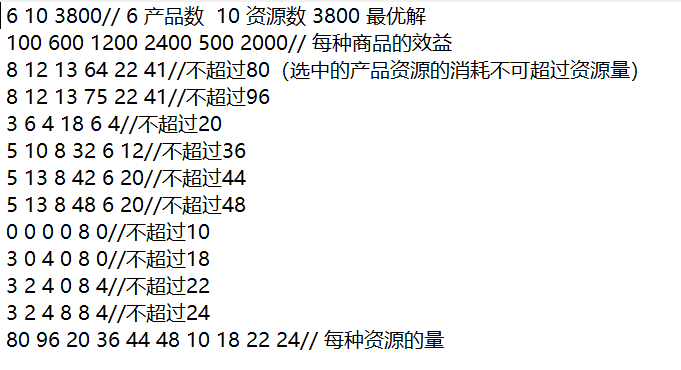 6 10 3800// 6 产品数  10 资源数 3800 最优解
100 600 1200 2400 500 2000// 每种商品的效益
8 12 13 64 22 41//不超过80（选中的产品资源的消耗不可超过资源量）
8 12 13 75 22 41//不超过96
3 6 4 18 6 4//不超过20
5 10 8 32 6 12//不超过36
5 13 8 42 6 20//不超过44
5 13 8 48 6 20//不超过48
0 0 0 0 8 0//不超过10
3 0 4 0 8 0//不超过18
3 2 4 0 8 4//不超过22
3 2 4 8 8 4//不超过24
80 96 20 36 44 48 10 18 22 24// 每种资源的量